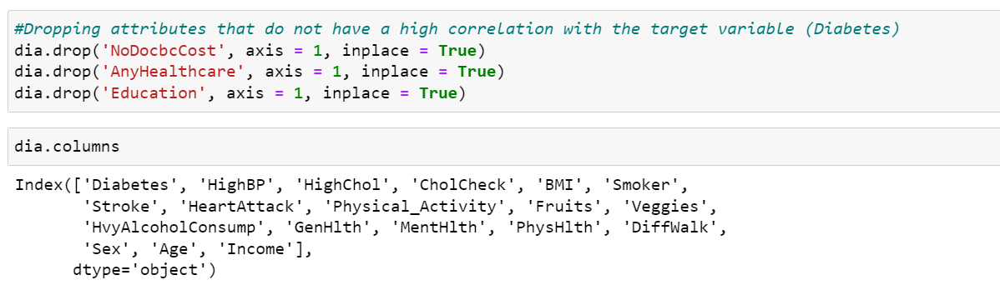 #Dropping attributes that do not have a high correlation with the target variable (Diabetes)
dia.drop('NoDocbcCost', axis = 1, inplace = True)
dia.drop('AnyHealthcare', axis = 1, inplace = True)
dia.drop('Education', axis = 1, inplace = True)
dia.columns
Index(['Diabetes', 'HighBP', 'HighChol', 'CholCheck', 'BMI', 'Smoker',
'Stroke', 'HeartAttack', 'Physical_Activity', 'Fruits', 'Veggies',
'HvyAlcoholConsump', 'GenHlth', 'MentHlth', 'PhysHlth', 'DiffWalk',
'Sex', 'Age', 'Income'],
dtype='object')